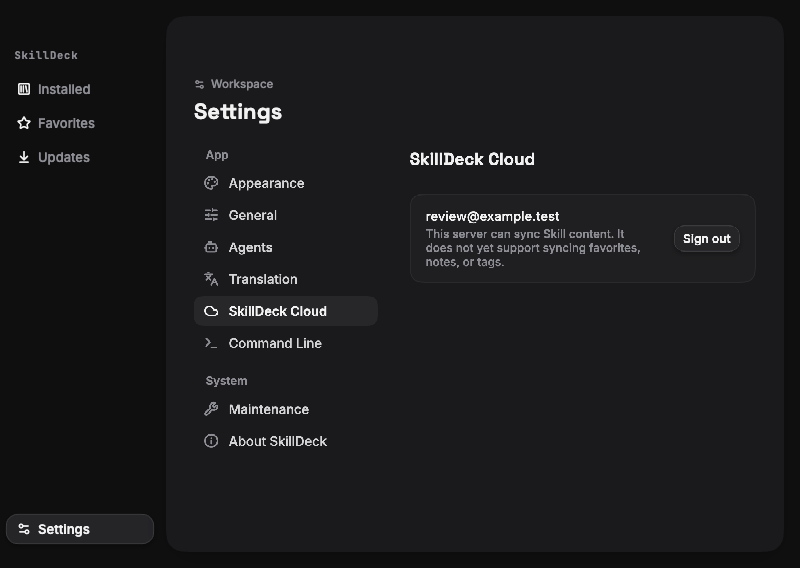 SkillDeck
Installed
Favorites
Updates
Settings
Workspace
Settings
App
Appearance
General
Agents
Translation
SkillDeck Cloud
Command Line
System
Maintenance
About SkillDeck
SkillDeck Cloud
review@example.test
This server can sync Skill content. It
does not yet support syncing favorites,
notes, or tags.
Sign out